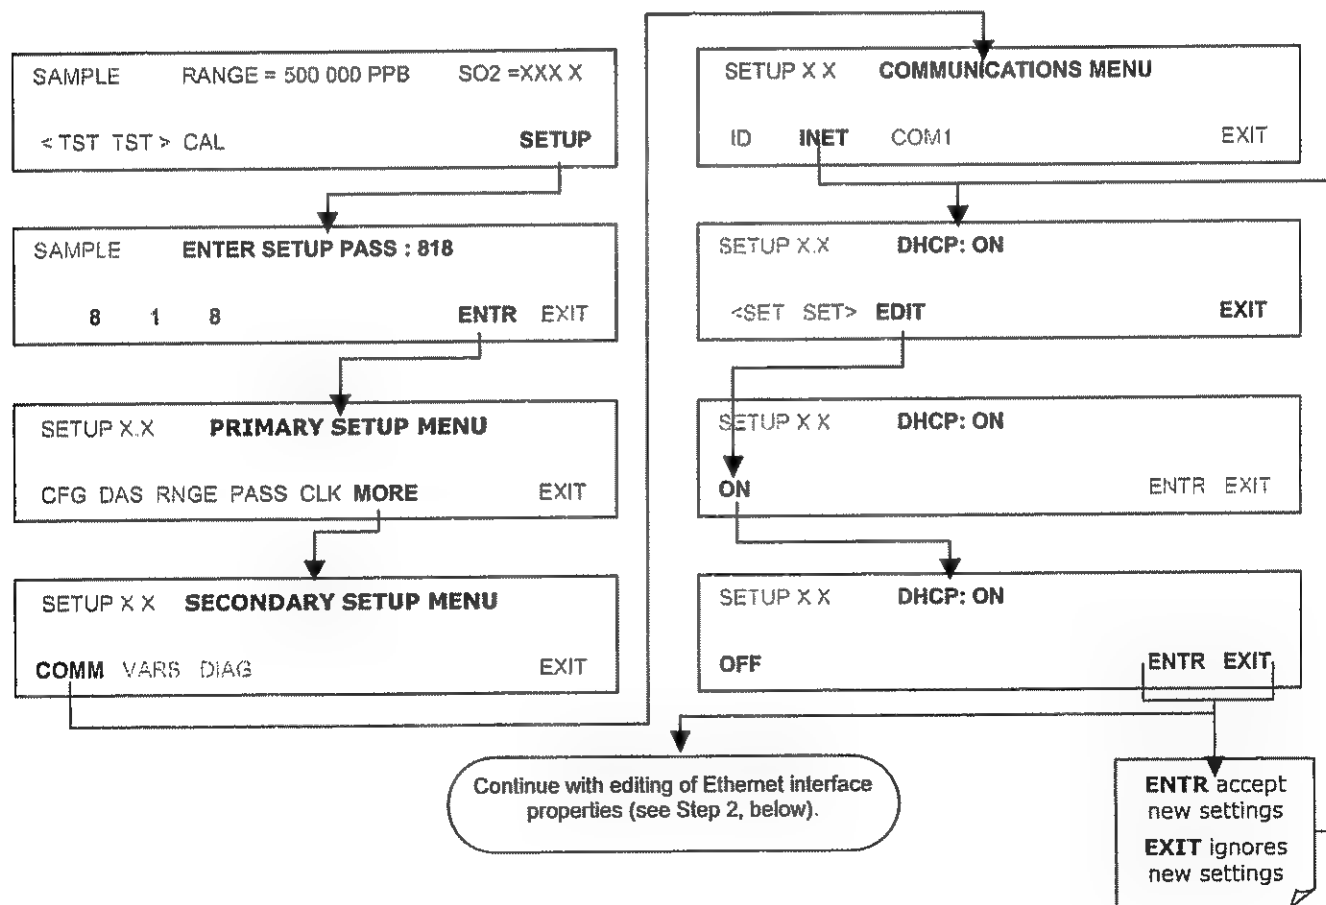 SAMPLE RANGE = 500 000 PPB SO2 =XXX X
< TST TST > CAL SETUP
SAMPLE ENTER SETUP PASS : 818
8 1 8 ENTR EXIT
SETUP X.X PRIMARY SETUP MENU
CFG DAS RNGE PASS CLK MORE EXIT
SETUP X X SECONDARY SETUP MENU
COMM VARS DIAG EXIT
SETUP X X COMMUNICATIONS MENU
ID INET COM1 EXIT
SETUP X.X DHCP: ON
<SET SET> EDIT EXIT
SETUP X X DHCP: ON
ON ENTR EXIT
SETUP X X DHCP: ON
OFF ENTR EXIT
Continue with editing of Ethernet interface
properties (see Step 2, below).
ENTR accept
new settings
EXIT ignores
new settings